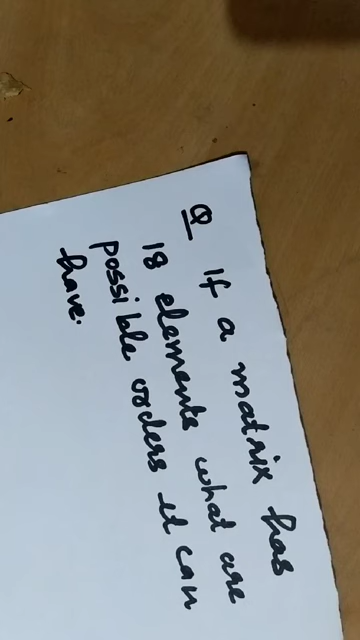 Q If a matrix has
18 elements what are
possible orders it can
have.